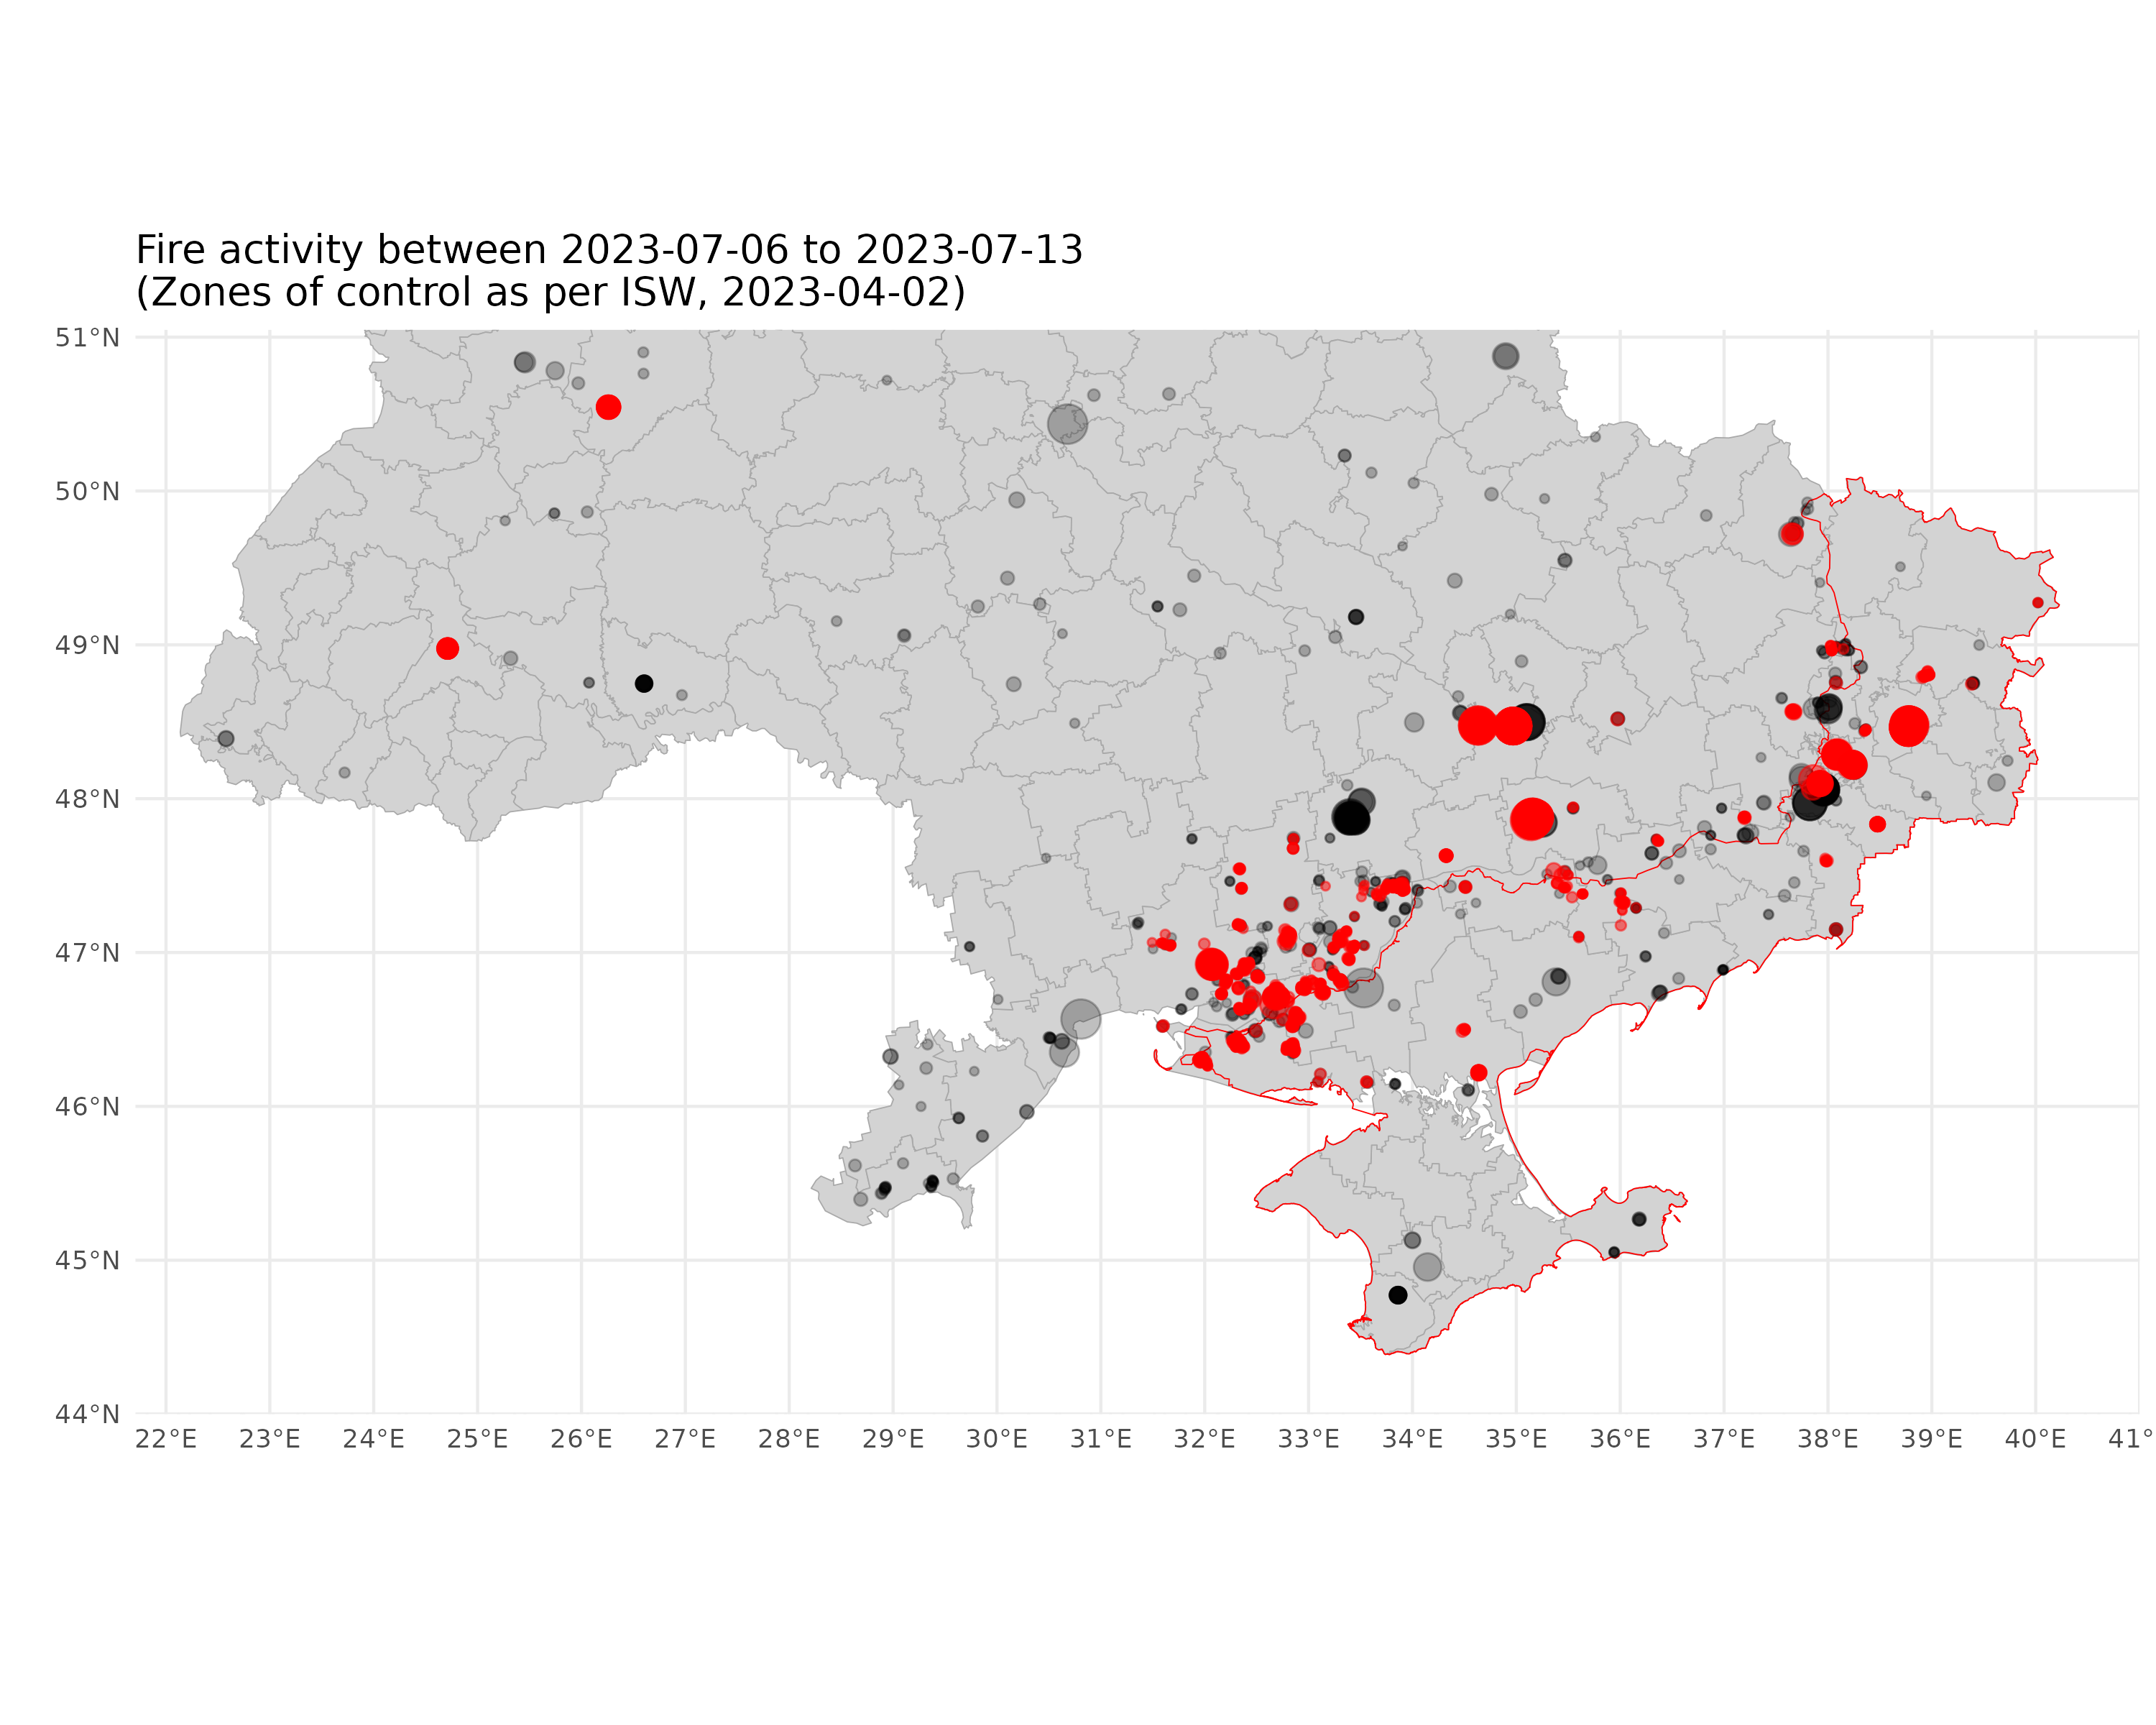 Fire activity between 2023-07-06 to 2023-07-13
(Zones of control as per ISW, 2023-04-02)
51°N
50°N
49°N
48°N
47°N
46°N
45°N
44°N
22°E 23°E 24°E 25°E 26°E 27°E 28°E 29°E 30°E 31°E 32°E 33°E 34°E 35°E 36°E 37°E 38°E 39°E 40°E 41°